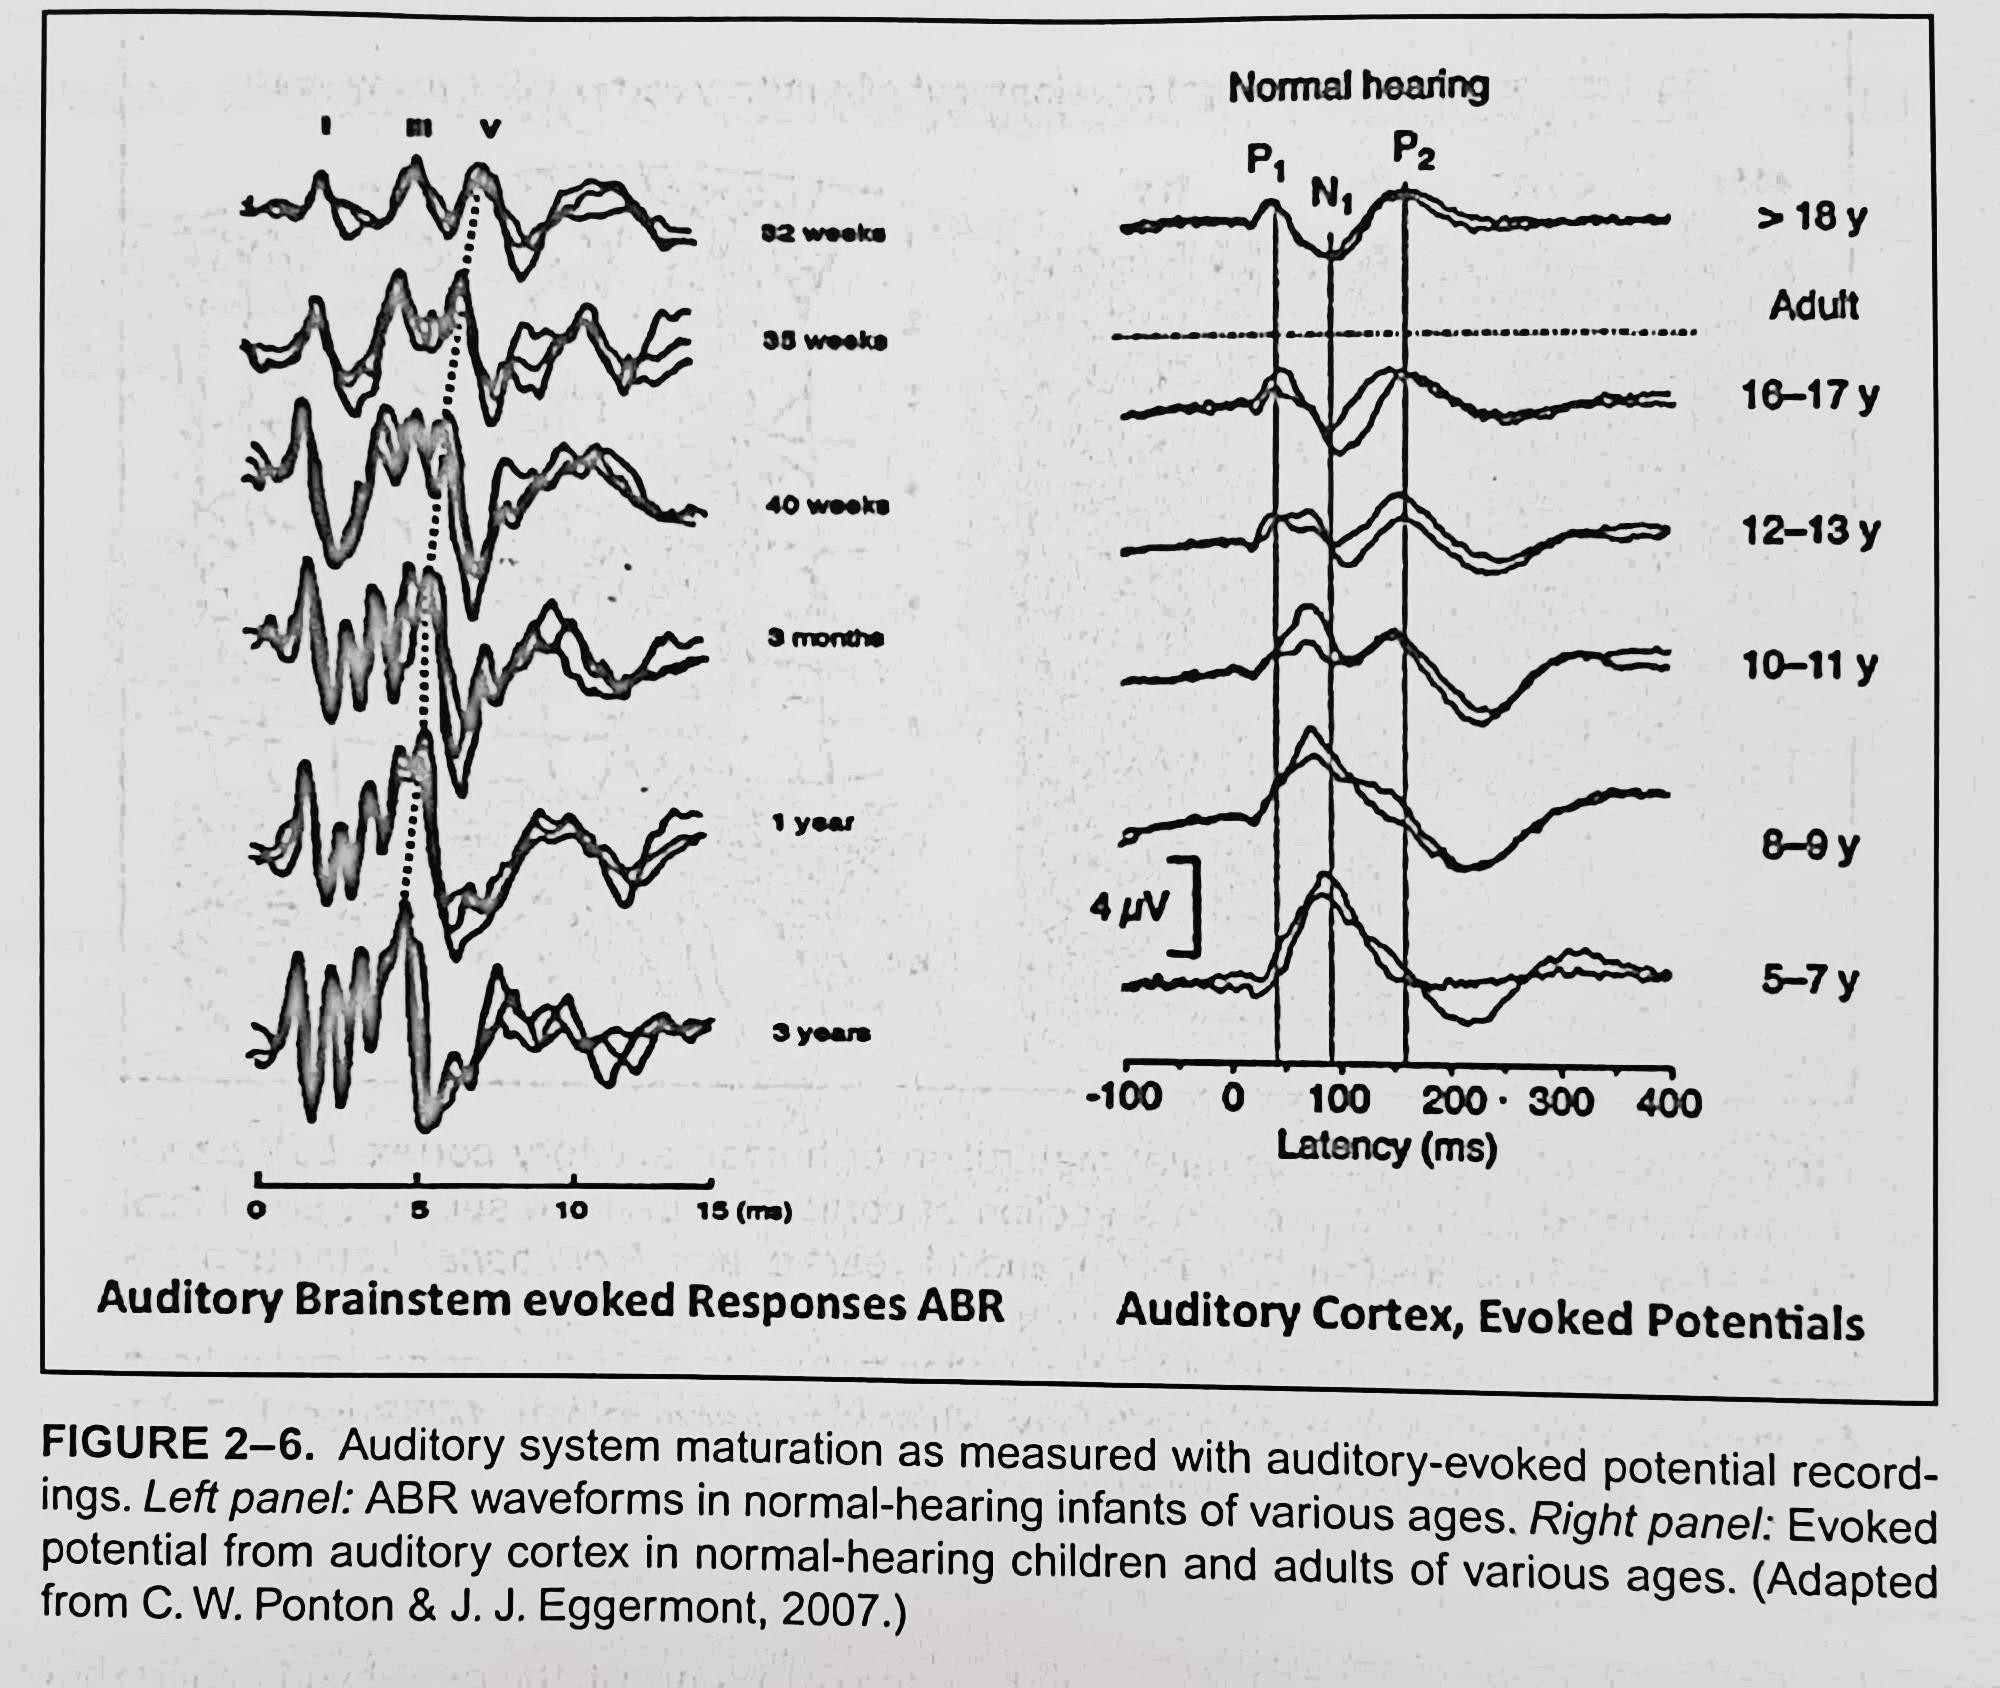 I III V
32 weeks
35 weeks
40 weeks
3 months
1 year
3 years
0 5 10 15 (ms)
Auditory Brainstem evoked Responses ABR
Normal hearing
P1 N1 P2
> 18 y
Adult
16–17 y
12–13 y
10–11 y
8–9 y
4 μV
5–7 y
-100 0 100 200 300 400
Latency (ms)
Auditory Cortex, Evoked Potentials
FIGURE 2–6. Auditory system maturation as measured with auditory-evoked potential record-
ings. Left panel: ABR waveforms in normal-hearing infants of various ages. Right panel: Evoked
potential from auditory cortex in normal-hearing children and adults of various ages. (Adapted
from C. W. Ponton & J. J. Eggermont, 2007.)